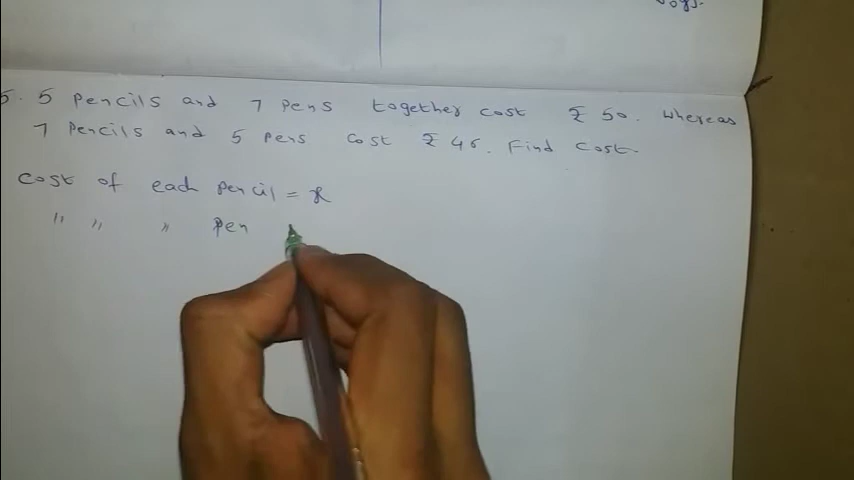 5. 5 pencils and 7 pens together cost ₹ 50. whereas
7 pencils and 5 pens cost ₹ 46. Find cost.
cost of each pencil = x
" " " pen